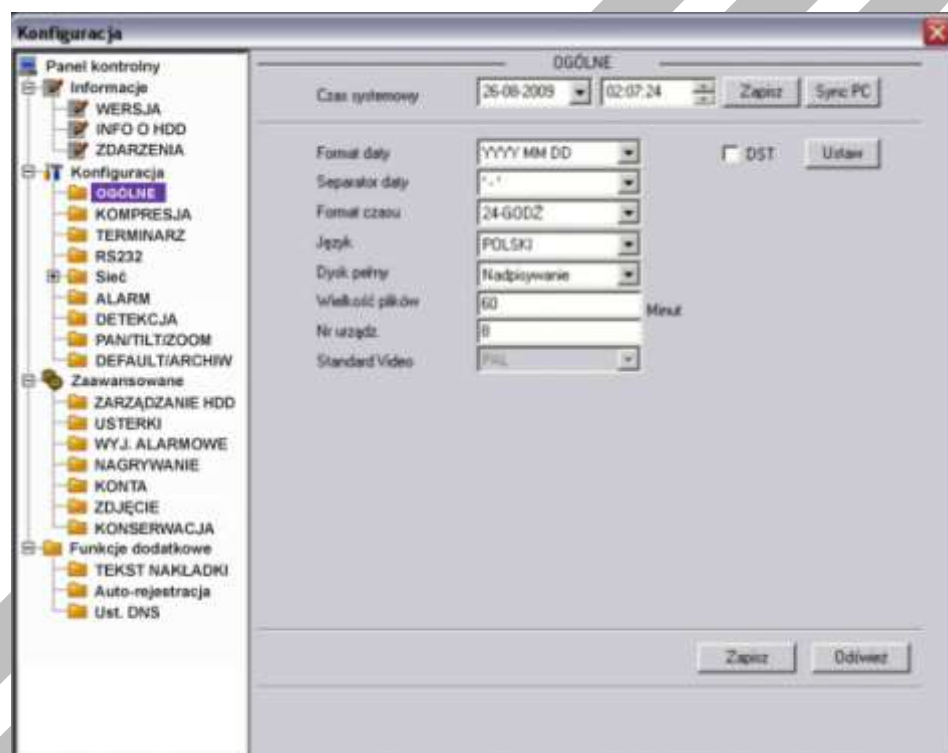 Konfiguracja
Panel kontrolny
Informacje
WERSJA
INFO O HDD
ZDARZENIA
Konfiguracja
OGÓLNE
KOMPRESJA
TERMINARZ
RS232
Sieć
ALARM
DETEKCJA
PAN/TILT/ZOOM
DEFAULT/ARCHIW
Zaawansowane
ZARZĄDZANIE HDD
USTERKI
WYJ. ALARMOWE
NAGRYWANIE
KONTA
ZDJĘCIE
KONSERWACJA
Funkcje dodatkowe
TEKST NAKŁADKI
Auto-rejestracja
Ust. DNS
OGÓLNE
Czas systemowy 26-08-2009 02:07:24 Zapisz Sync PC
Format daty YYYY MM DD DST Ustaw
Separator daty '-'
Format czasu 24-GODZ
Język POLSKI
Dysk pełny Nadpisywanie
Wielkość plików 60 Minut
Nr urządz. 8
Standard Video PAL
Zapisz Odśwież